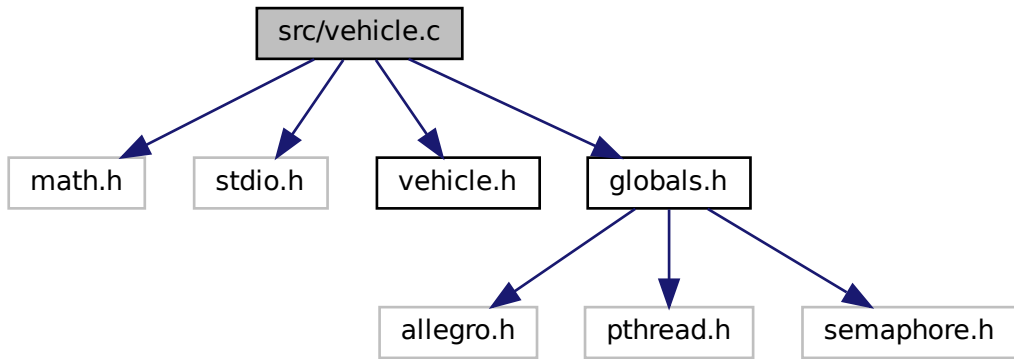 src/vehicle.c
math.h
stdio.h
vehicle.h
globals.h
allegro.h
pthread.h
semaphore.h